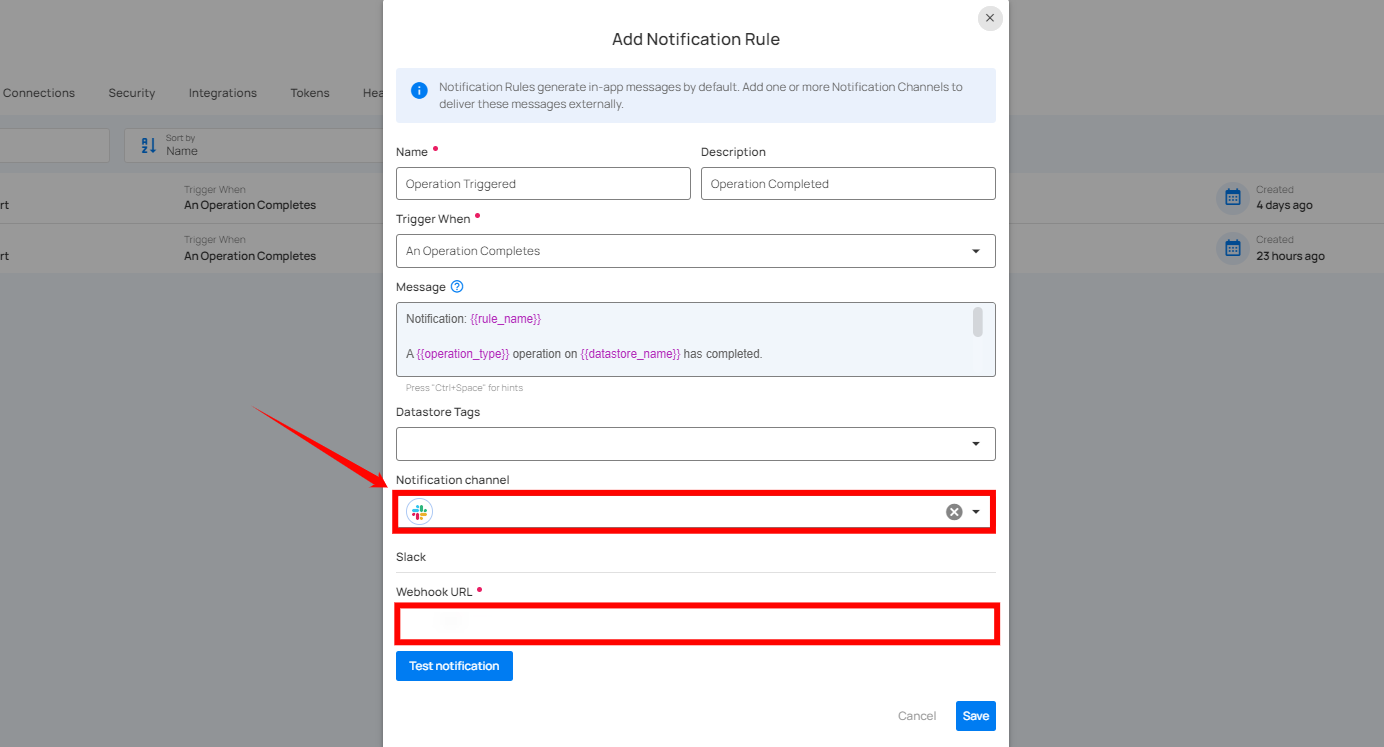 Add Notification Rule
Notification Rules generate in-app messages by default. Add one or more Notification Channels to
deliver these messages externally.
Connections Security Integrations Tokens Hea
Sort by
Name
Name •
Description
Operation Triggered
Operation Completed
Trigger When
rt An Operation Completes
Created
4 days ago
Trigger When •
An Operation Completes
Trigger When
rt An Operation Completes
Created
23 hours ago
Message
Notification: {{rule_name}}
A {{operation_type}} operation on {{datastore_name}} has completed.
Press "Ctrl+Space" for hints
Datastore Tags
Notification channel
Slack
Webhook URL •
Test notification
Cancel Save